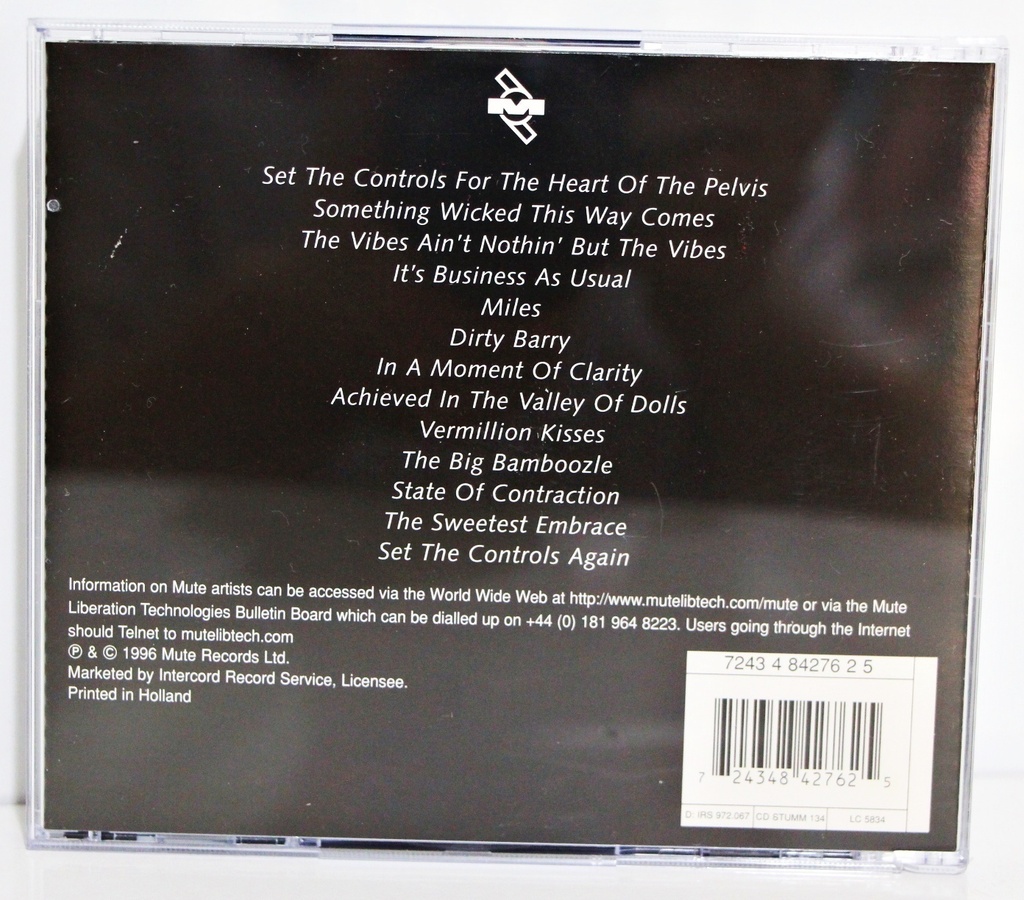 M
Set The Controls For The Heart Of The Pelvis
Something Wicked This Way Comes
The Vibes Ain't Nothin' But The Vibes
It's Business As Usual
Miles
Dirty Barry
In A Moment Of Clarity
Achieved In The Valley Of Dolls
Vermillion Kisses
The Big Bamboozle
State Of Contraction
The Sweetest Embrace
Set The Controls Again
Information on Mute artists can be accessed via the World Wide Web at http://www.mutelibtech.com/mute or via the Mute
Liberation Technologies Bulletin Board which can be dialled up on +44 (0) 181 964 8223. Users going through the Internet
should Telnet to mutelibtech.com
℗ & © 1996 Mute Records Ltd.
Marketed by Intercord Record Service, Licensee.
Printed in Holland
7243 4 84276 2 5
7 24348 42762 5
D: IRS 972.067 CD STUMM 134 LC 5834